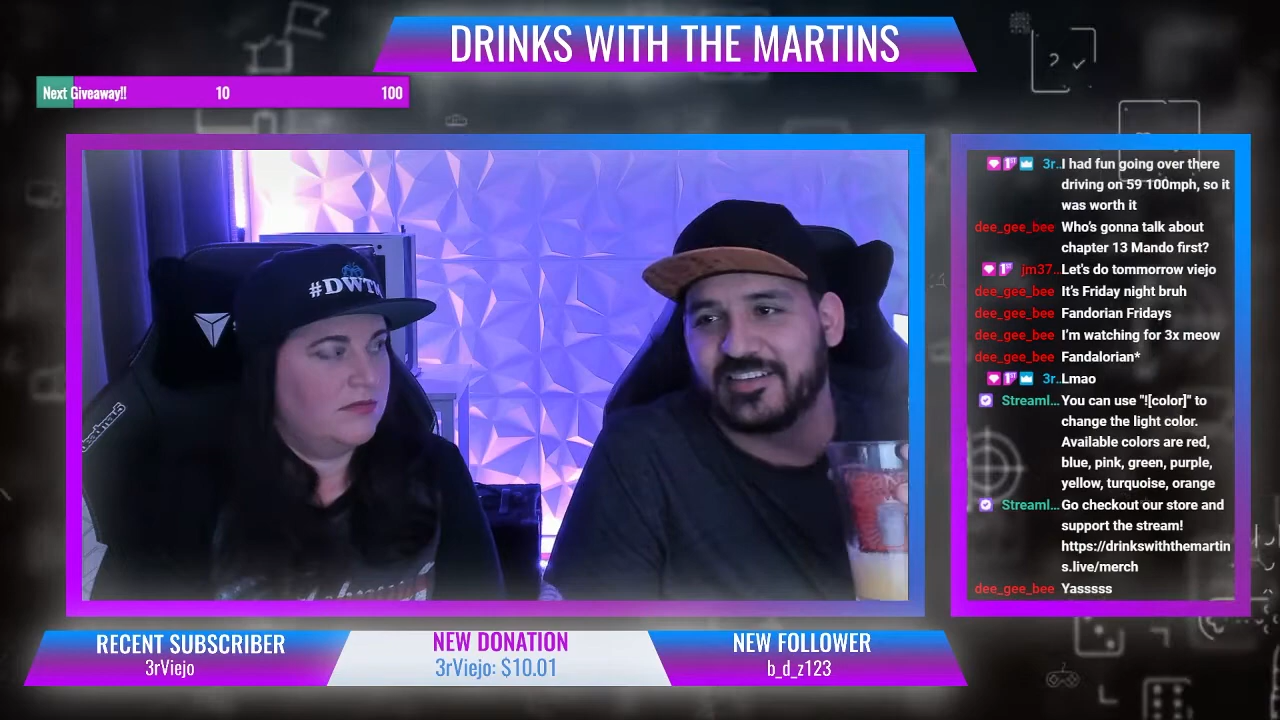 DRINKS WITH THE MARTINS
Next Giveaway!! 10 100
#DWT
3r..I had fun going over there
driving on 59 100mph, so it
was worth it
dee_gee_bee Who's gonna talk about
chapter 13 Mando first?
jm37.. Let's do tommorrow viejo
dee_gee_bee It's Friday night bruh
dee_gee_bee Fandorian Fridays
dee_gee_bee I'm watching for 3x meow
dee_gee_bee Fandalorian*
3r..Lmao
Streaml... You can use "![color]" to
change the light color.
Available colors are red,
blue, pink, green, purple,
yellow, turquoise, orange
Streaml... Go checkout our store and
support the stream!
https://drinkswiththemartin
s.live/merch
dee_gee_bee Yasssss
RECENT SUBSCRIBER
3rViejo
NEW DONATION
3rViejo: $10.01
NEW FOLLOWER
b_d_z123